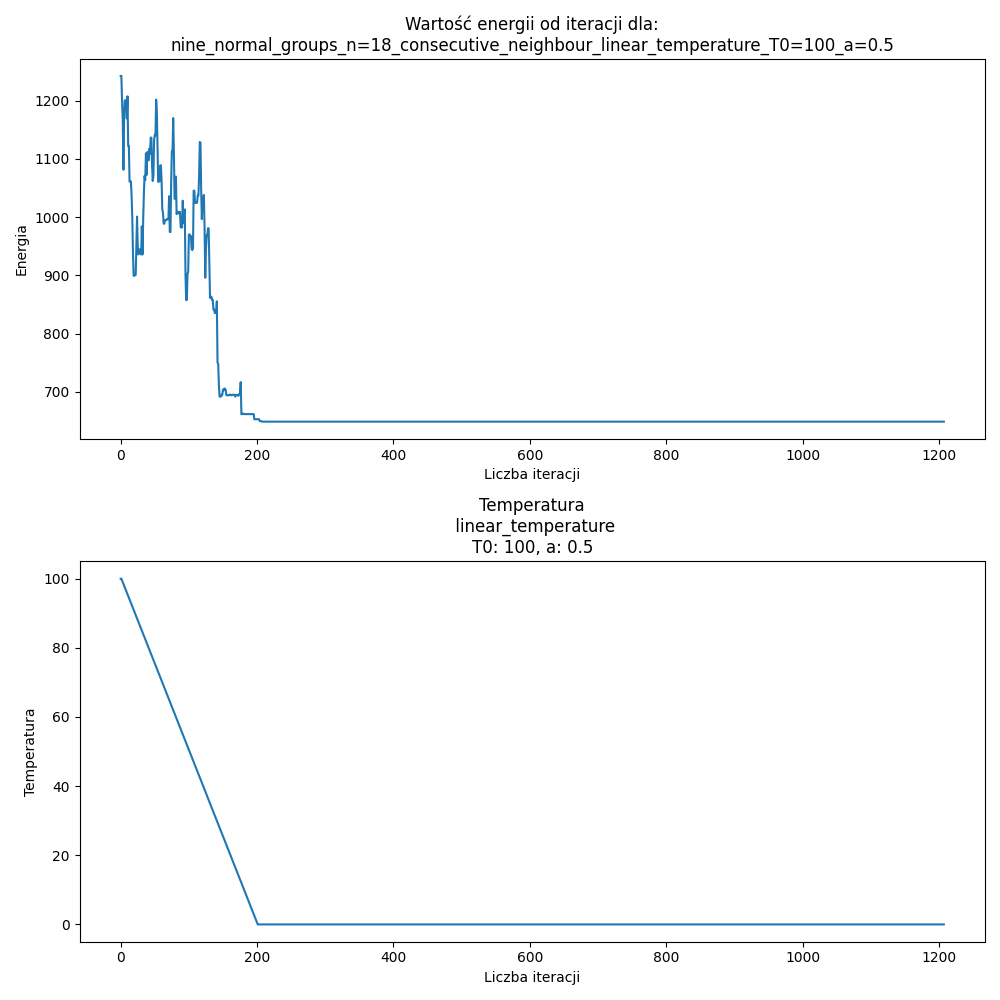 Wartość energii od iteracji dla:
nine_normal_groups_n=18_consecutive_neighbour_linear_temperature_T0=100_a=0.5
1200
1100
1000
900
800
700
Energia
0 200 400 600 800 1000 1200
Liczba iteracji
Temperatura
linear_temperature
T0: 100, a: 0.5
100
80
60
40
20
0
Temperatura
0 200 400 600 800 1000 1200
Liczba iteracji